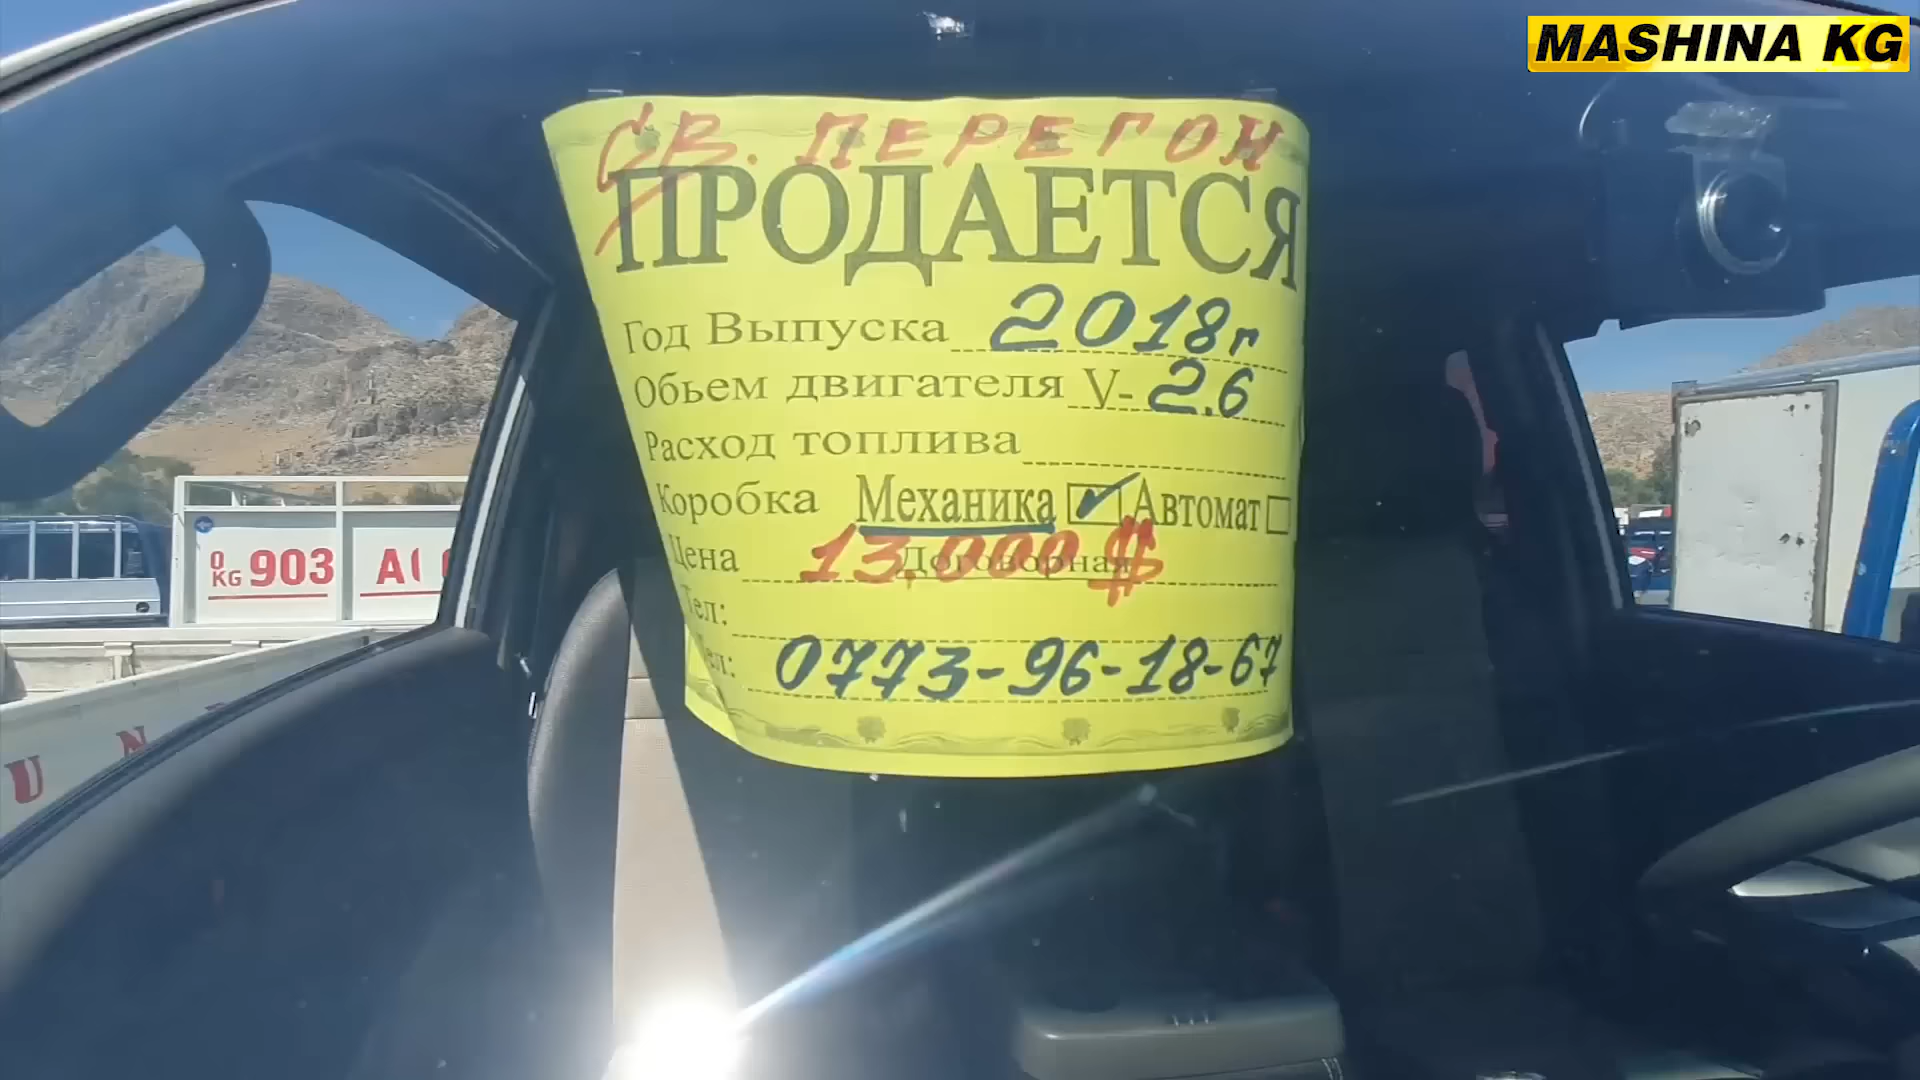 MASHINA KG
СВ. ПЕРЕГОН
ПРОДАЕТСЯ
Год Выпуска 2018г
Обьем двигателя V- 2.6
Расход топлива
Коробка Механика Автомат
Цена 13.000$ Договорная
Тел:
Тел: 0773-96-18-67
0 KG 903 A
U N